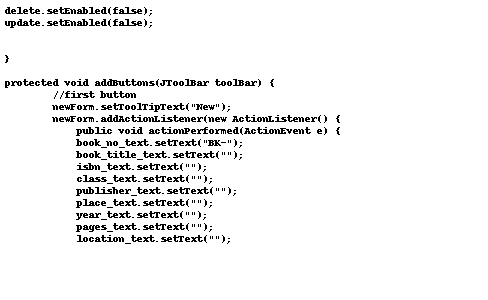 delete.setEnabled(false);
update.setEnabled(false);
}
protected void addButtons(JToolBar toolBar) {
//first button
newForm.setToolTipText("New");
newForm.addActionListener(new ActionListener() {
public void actionPerformed(ActionEvent e) {
book_no_text.setText("BK-");
book_title_text.setText("");
isbn_text.setText("");
class_text.setText("");
publisher_text.setText("");
place_text.setText("");
year_text.setText("");
pages_text.setText("");
location_text.setText("");